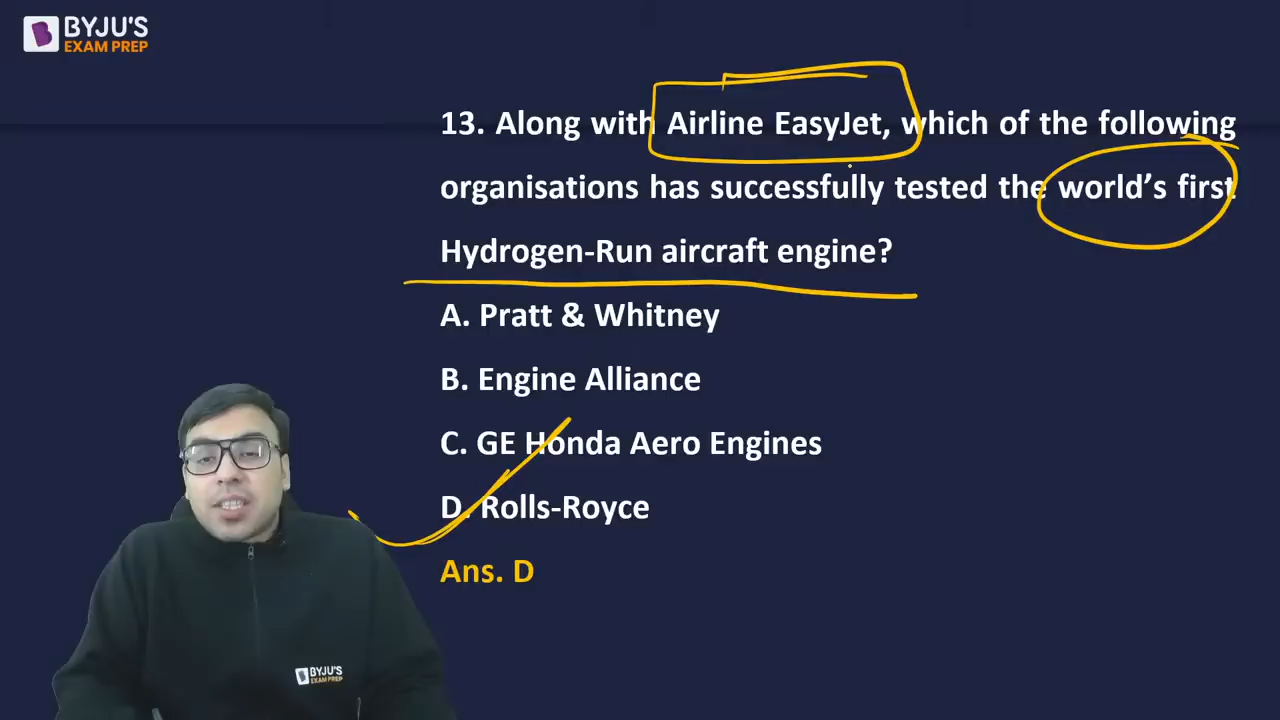 BYJU'S
EXAM PREP
13. Along with Airline EasyJet, which of the following
organisations has successfully tested the world’s first
Hydrogen-Run aircraft engine?
A. Pratt & Whitney
B. Engine Alliance
C. GE Honda Aero Engines
D. Rolls-Royce
Ans. D
BYJU'S
EXAM PREP